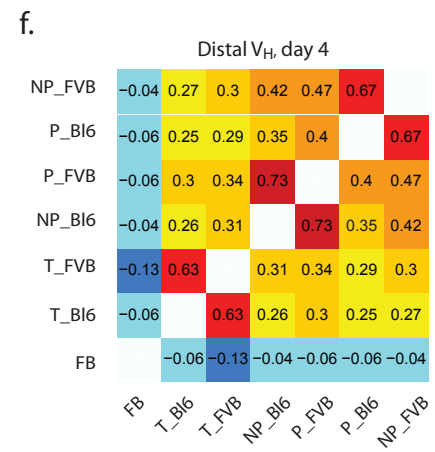 f.
Distal V_H, day 4
NP_FVB −0.04 0.27 0.3 0.42 0.47 0.67
P_Bl6 −0.06 0.25 0.29 0.35 0.4 0.67
P_FVB −0.06 0.3 0.34 0.73 0.4 0.47
NP_Bl6 −0.04 0.26 0.31 0.73 0.35 0.42
T_FVB −0.13 0.63 0.31 0.34 0.29 0.3
T_Bl6 −0.06 0.63 0.26 0.3 0.25 0.27
FB −0.06 −0.13 −0.04 −0.06 −0.06 −0.04
FB T_Bl6 T_FVB NP_Bl6 P_FVB P_Bl6 NP_FVB